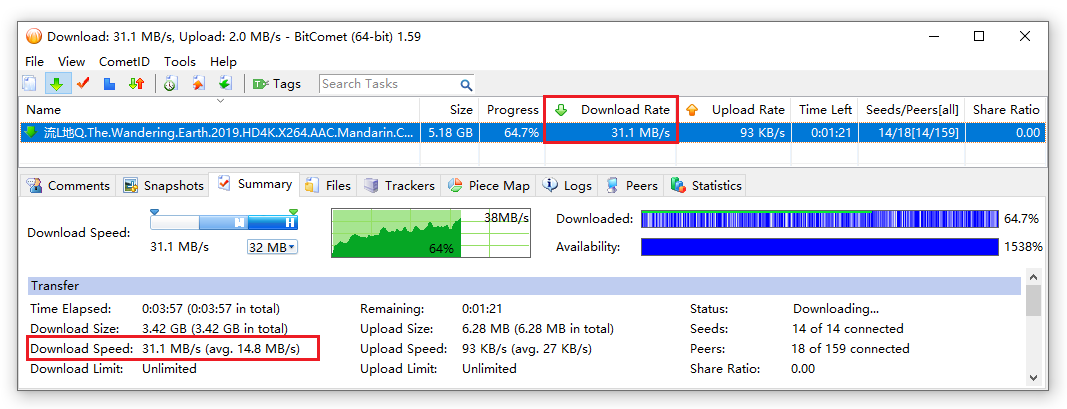 Download: 31.1 MB/s, Upload: 2.0 MB/s - BitComet (64-bit) 1.59
File View CometID Tools Help
Tags Search Tasks
Name Size Progress Download Rate Upload Rate Time Left Seeds/Peers[all] Share Ratio
流L地Q.The.Wandering.Earth.2019.HD4K.X264.AAC.Mandarin.C... 5.18 GB 64.7% 31.1 MB/s 93 KB/s 0:01:21 14/18[14/159] 0.00
Comments Snapshots Summary Files Trackers Piece Map Logs Peers Statistics
Download Speed: 31.1 MB/s 32 MB 38MB/s 64%
Downloaded: 64.7%
Availability: 1538%
Transfer
Time Elapsed: 0:03:57 (0:03:57 in total) Remaining: 0:01:21 Status: Downloading...
Download Size: 3.42 GB (3.42 GB in total) Upload Size: 6.28 MB (6.28 MB in total) Seeds: 14 of 14 connected
Download Speed: 31.1 MB/s (avg. 14.8 MB/s) Upload Speed: 93 KB/s (avg. 27 KB/s) Peers: 18 of 159 connected
Download Limit: Unlimited Upload Limit: Unlimited Share Ratio: 0.00